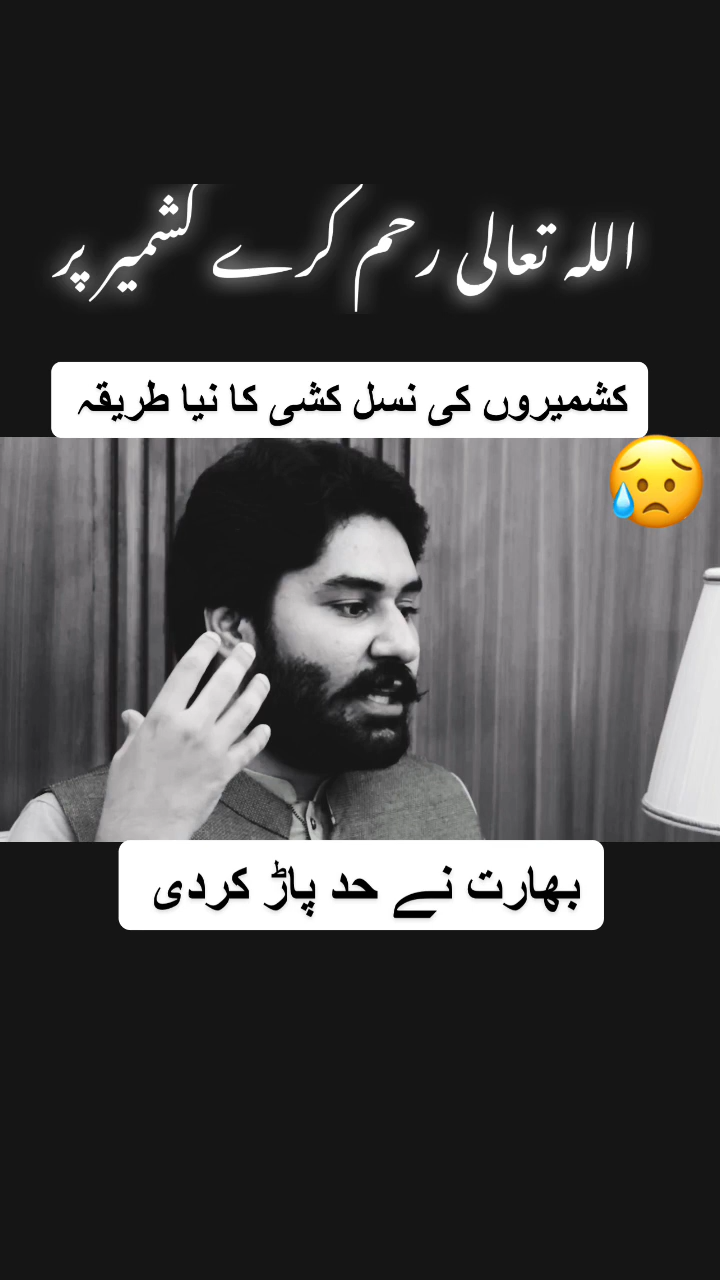 اللہ تعالی رحم کرے کشمیر پر
کشمیروں کی نسل کشی کا نیا طریقہ
بھارت نے حد پاڑ کردی